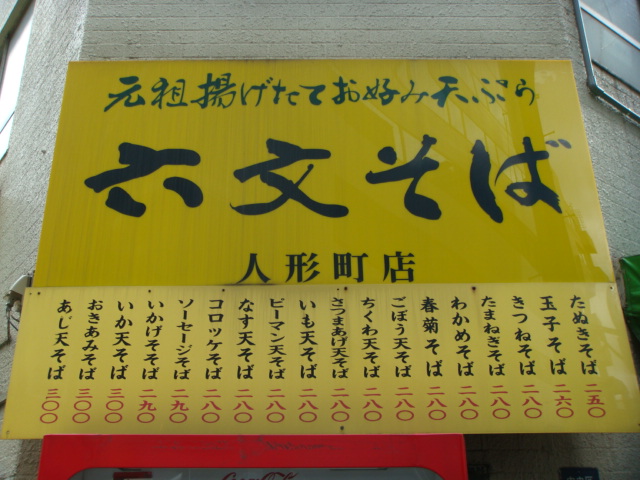 元祖揚げたてお好み天ぷら
六文そば
人形町店
たぬきそば 二五〇
玉子そば 二六〇
きつねそば 二八〇
たまねぎそば 二八〇
わかめそば 二八〇
春菊そば 二八〇
ごぼう天そば 二八〇
ちくわ天そば 二八〇
さつまあげ天そば 二八〇
いも天そば 二八〇
ピーマン天そば 二八〇
なす天そば 二八〇
コロッケそば 二八〇
ソーセージそば 二九〇
いかげそそば 二九〇
いか天そば 三〇〇
おきあみそば 三〇〇
あじ天そば 三〇〇
Coca-Cola